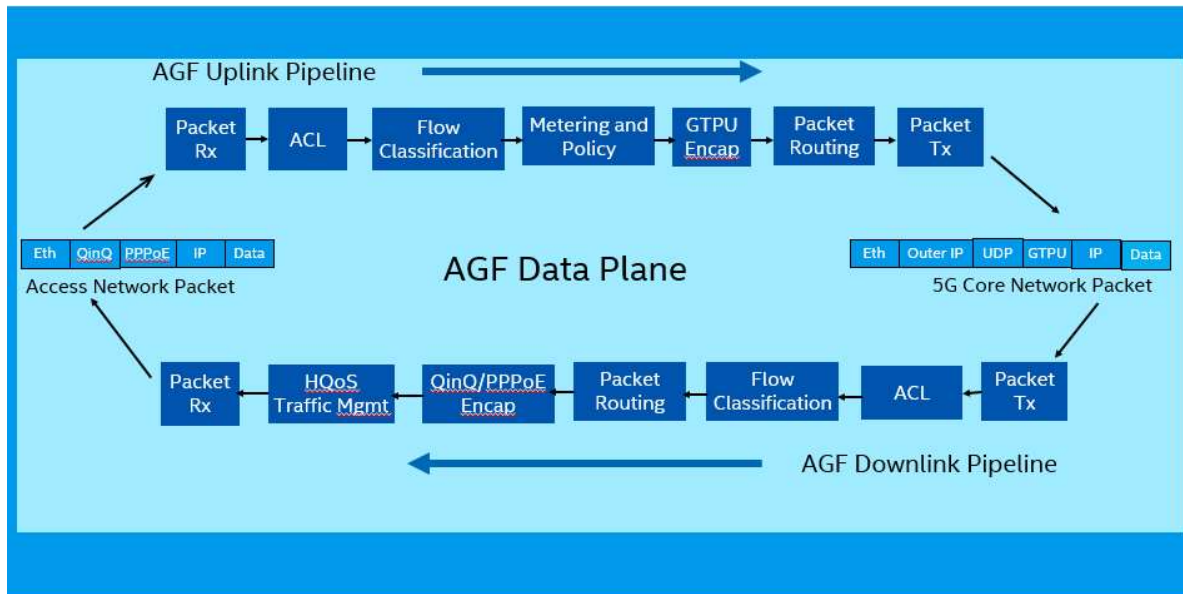 AGF Uplink Pipeline
Packet
Rx
ACL
Flow
Classification
Metering and
Policy
GTPU
Encap
Packet
Routing
Packet
Tx
Eth QinQ PPPoE IP Data
Access Network Packet
AGF Data Plane
Eth Outer IP UDP GTPU IP Data
5G Core Network Packet
Packet
Rx
HQoS
Traffic Mgmt
QinQ/PPPoE
Encap
Packet
Routing
Flow
Classification
ACL
Packet
Tx
AGF Downlink Pipeline